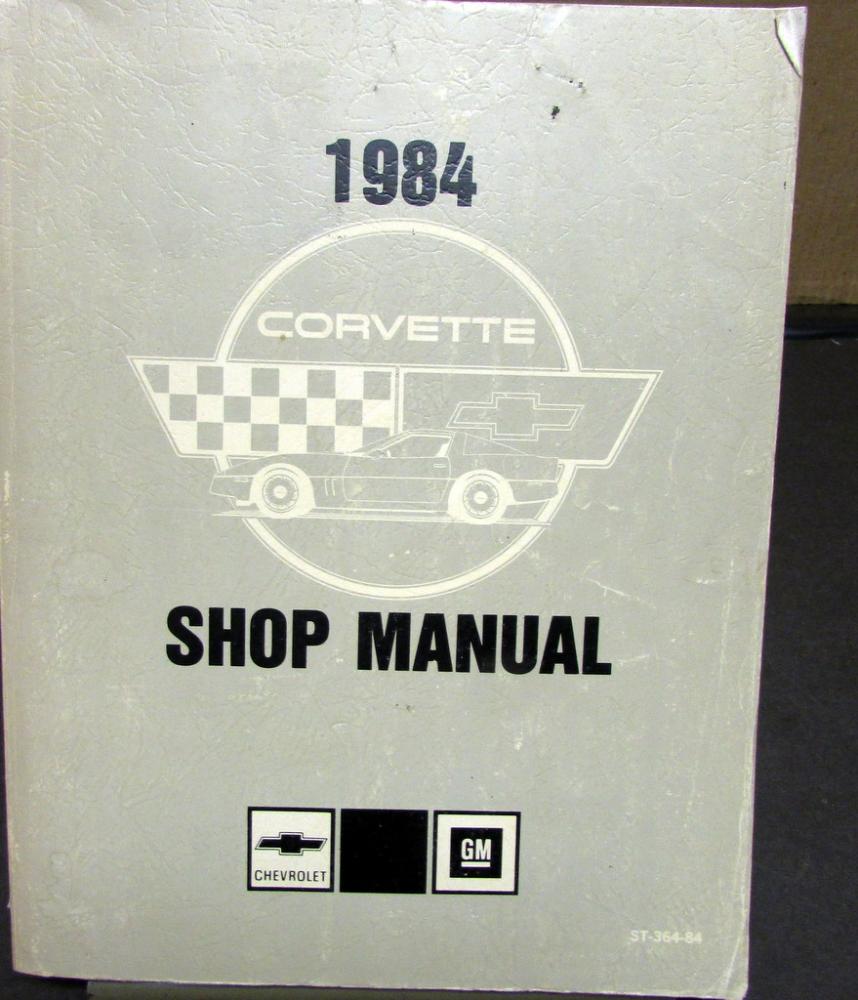 1984
CORVETTE
SHOP MANUAL
CHEVROLET
GM
ST-364-84